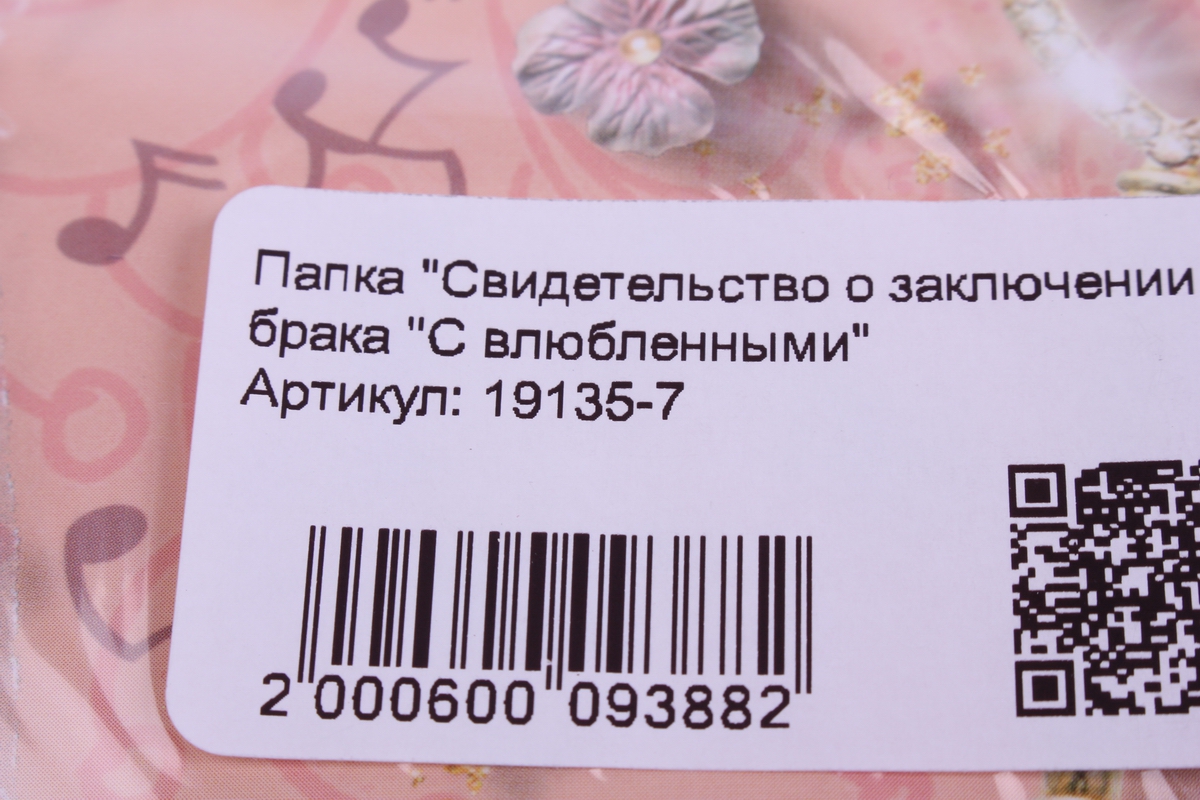 Папка "Свидетельство о заключении
брака "С влюбленными"
Артикул: 19135-7
2 000600 093882